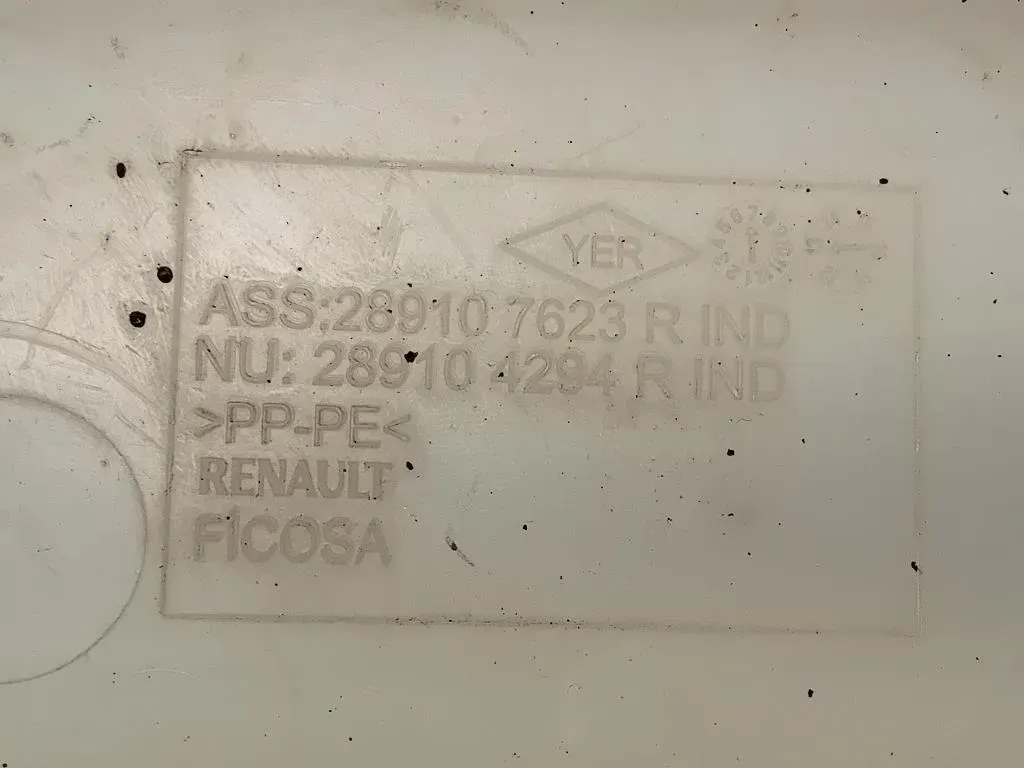 YER
ASS:28910 7623 R IND
NU: 28910 4294 R IND
>PP-PE<
RENAULT
FICOSA